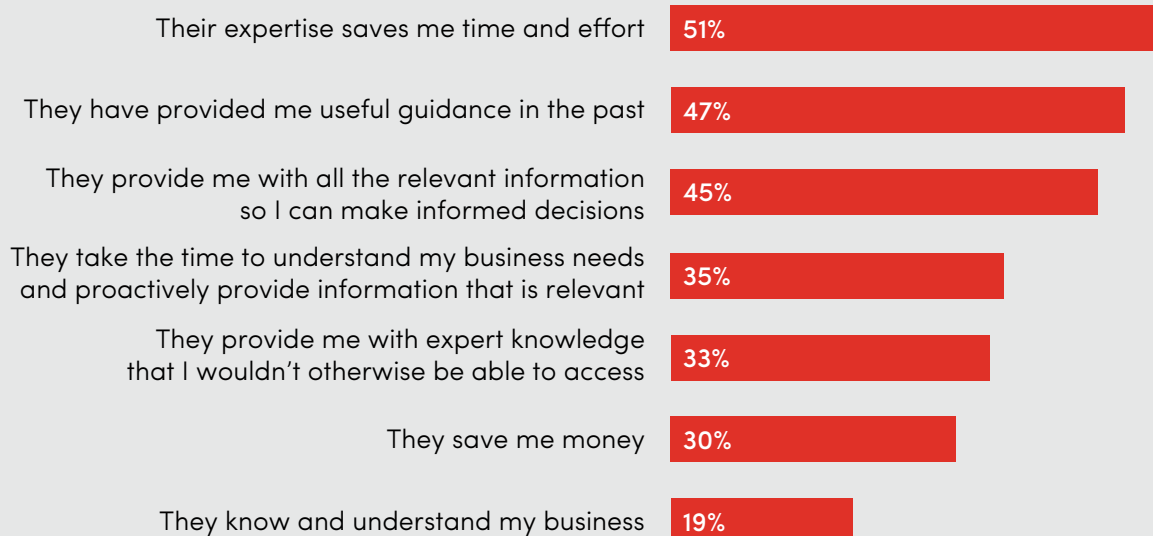 Their expertise saves me time and effort 51%
They have provided me useful guidance in the past 47%
They provide me with all the relevant information
so I can make informed decisions 45%
They take the time to understand my business needs
and proactively provide information that is relevant 35%
They provide me with expert knowledge
that I wouldn't otherwise be able to access 33%
They save me money 30%
They know and understand my business 19%